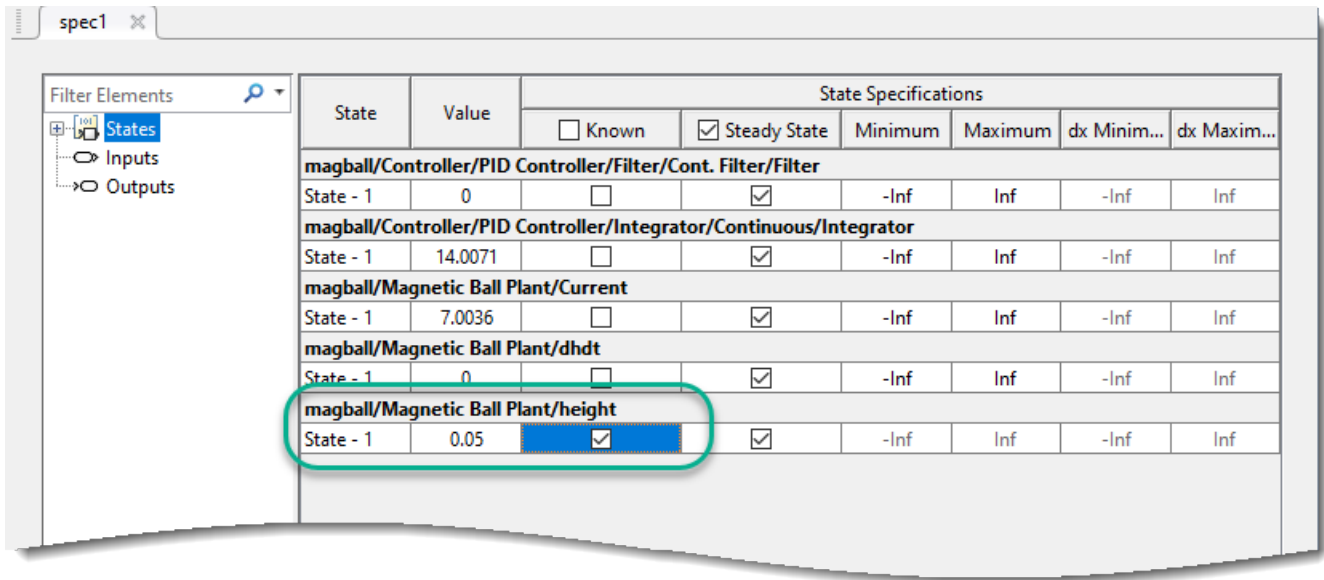 spec1
Filter Elements
States
Inputs
Outputs
State Value State Specifications
Known Steady State Minimum Maximum dx Minim... dx Maxim...
magball/Controller/PID Controller/Filter/Cont. Filter/Filter
State - 1 0 -Inf Inf -Inf Inf
magball/Controller/PID Controller/Integrator/Continuous/Integrator
State - 1 14.0071 -Inf Inf -Inf Inf
magball/Magnetic Ball Plant/Current
State - 1 7.0036 -Inf Inf -Inf Inf
magball/Magnetic Ball Plant/dhdt
State - 1 0 -Inf Inf -Inf Inf
magball/Magnetic Ball Plant/height
State - 1 0.05 -Inf Inf -Inf Inf